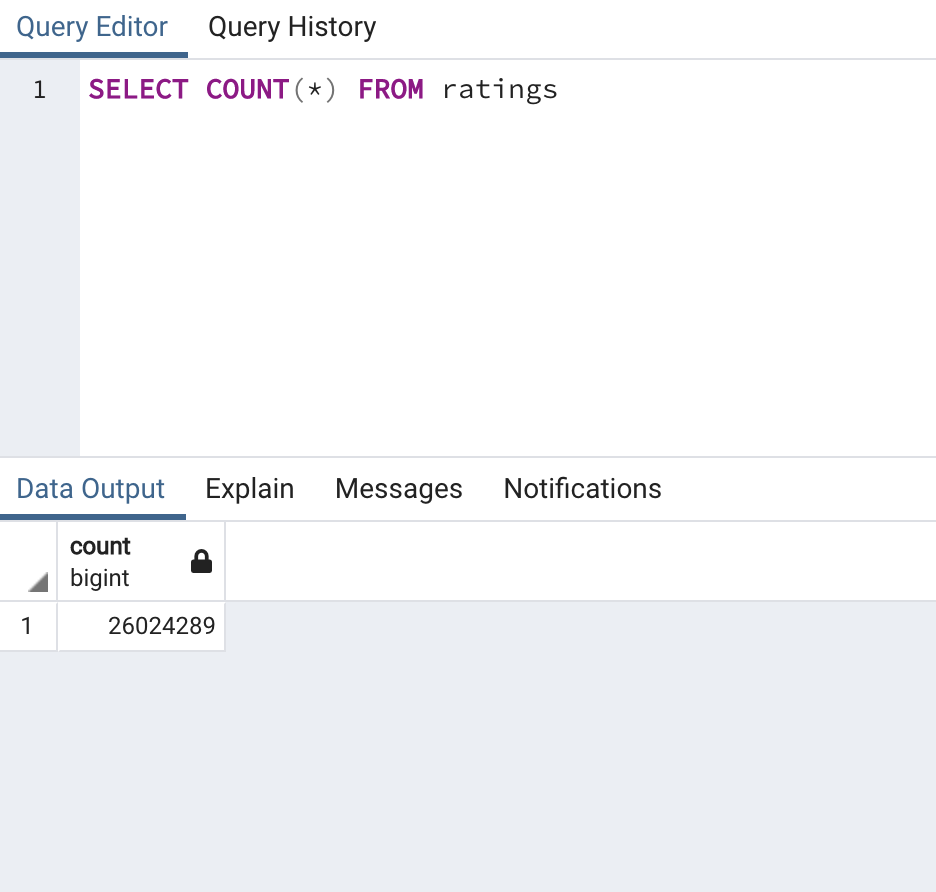 Query Editor Query History
1 SELECT COUNT(*) FROM ratings
Data Output Explain Messages Notifications
count
bigint
1 26024289